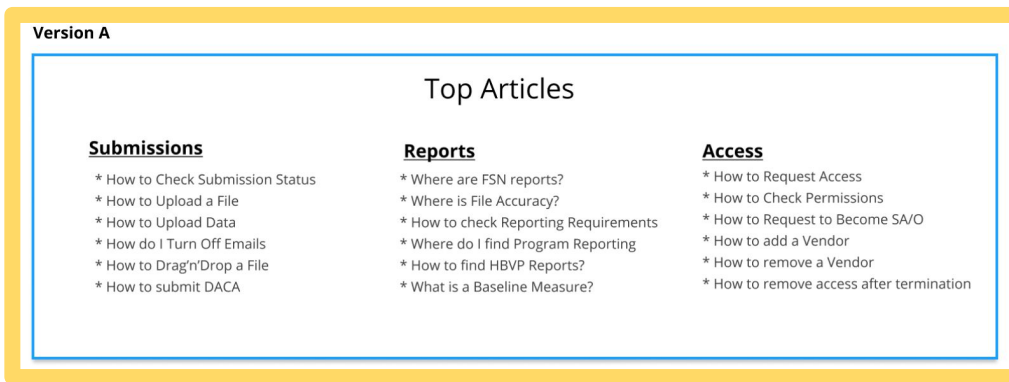 Version A
Top Articles
Submissions
* How to Check Submission Status
* How to Upload a File
* How to Upload Data
* How do I Turn Off Emails
* How to Drag'n'Drop a File
* How to submit DACA
Reports
* Where are FSN reports?
* Where is File Accuracy?
* How to check Reporting Requirements
* Where do I find Program Reporting
* How to find HBVP Reports?
* What is a Baseline Measure?
Access
* How to Request Access
* How to Check Permissions
* How to Request to Become SA/O
* How to add a Vendor
* How to remove a Vendor
* How to remove access after termination